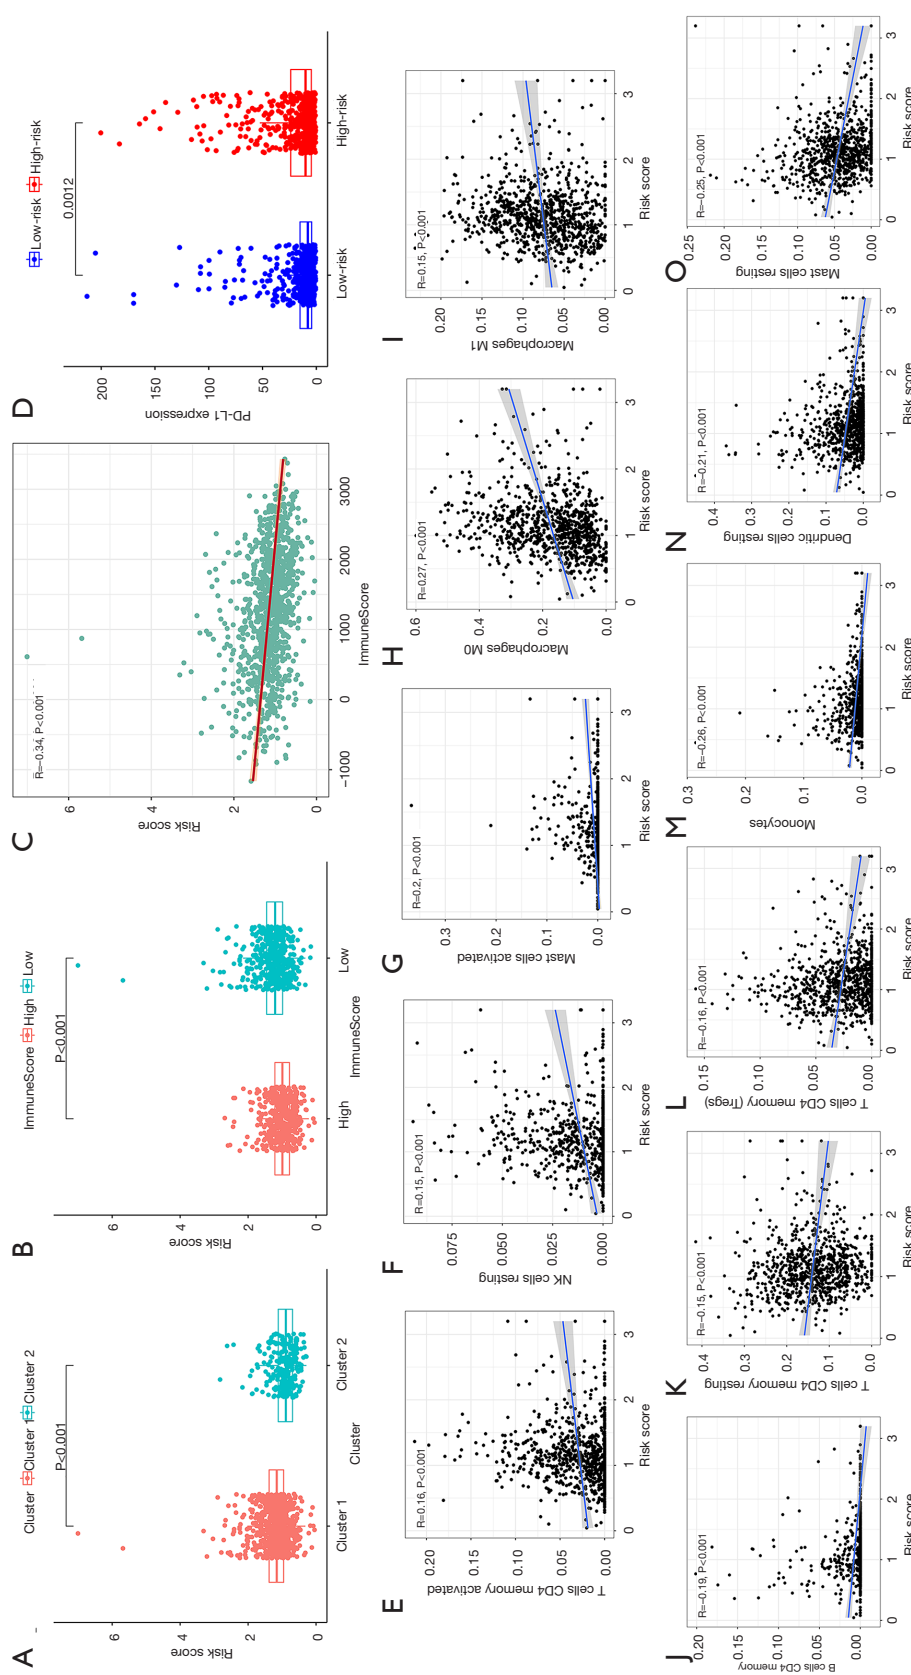 A
Cluster Cluster 1 Cluster 2
P<0.001
Risk score
6
4
2
0
Cluster 1
Cluster 2
Cluster
B
ImmuneScore High Low
P<0.001
Risk score
6
4
2
0
High
Low
ImmuneScore
C
R=−0.34, P<0.001
Risk score
6
4
2
0
−1000
0
1000
2000
3000
ImmuneScore
D
Low-risk High-risk
0.0012
PD-L1 expression
200
150
100
50
0
Low-risk
High-risk
E
R=0.16, P<0.001
T cells CD4 memory activated
0.20
0.15
0.10
0.05
0.00
0 1 2 3
Risk score
F
R=0.15, P<0.001
NK cells resting
0.075
0.050
0.025
0.000
0 1 2 3
Risk score
G
R=0.2, P<0.001
Mast cells activated
0.3
0.2
0.1
0.0
0 1 2 3
Risk score
H
R=0.27, P<0.001
Macrophages M0
0.6
0.4
0.2
0.0
0 1 2 3
Risk score
I
R=0.15, P<0.001
Macrophages M1
0.20
0.15
0.10
0.05
0.00
0 1 2 3
Risk score
J
R=−0.19, P<0.001
B cells CD4 memory
0.20
0.15
0.10
0.05
0.00
0 1 2 3
Risk score
K
R=−0.15, P<0.001
T cells CD4 memory resting
0.4
0.3
0.2
0.1
0.0
0 1 2 3
Risk score
L
R=−0.16, P<0.001
T cells CD4 memory (Tregs)
0.15
0.10
0.05
0.00
0 1 2 3
Risk score
M
R=−0.26, P<0.001
Monocytes
0.3
0.2
0.1
0.0
0 1 2 3
Risk score
N
R=−0.21, P<0.001
Dendritic cells resting
0.4
0.3
0.2
0.1
0.0
0 1 2 3
Risk score
O
R=−0.25, P<0.001
Mast cells resting
0.25
0.20
0.15
0.10
0.05
0.00
0 1 2 3
Risk score